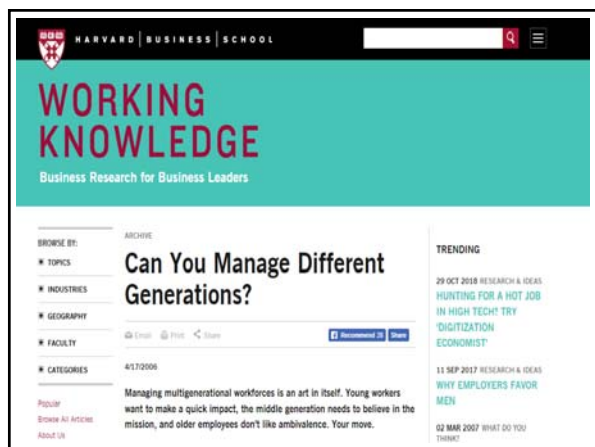 HARVARD | BUSINESS | SCHOOL
WORKING
KNOWLEDGE
Business Research for Business Leaders
BROWSE BY:
TOPICS
INDUSTRIES
GEOGRAPHY
FACULTY
CATEGORIES
Popular
Browse All Articles
About Us
ARCHIVE
Can You Manage Different
Generations?
Email Print Share
Recommend 28 Share
4/17/2006
Managing multigenerational workforces is an art in itself. Young workers
want to make a quick impact, the middle generation needs to believe in the
mission, and older employees don't like ambivalence. Your move.
TRENDING
29 OCT 2018 RESEARCH & IDEAS
HUNTING FOR A HOT JOB
IN HIGH TECH? TRY
'DIGITIZATION
ECONOMIST'
11 SEP 2017 RESEARCH & IDEAS
WHY EMPLOYERS FAVOR
MEN
02 MAR 2007 WHAT DO YOU
THINK?